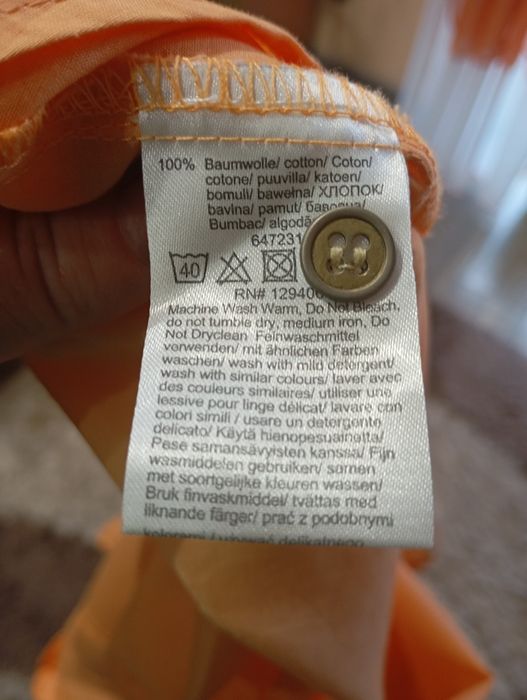 100% Baumwolle/ cotton/ Coton/
cotone/ puuvilla/ katoen/
bomull/ bawełna/ ХЛОПОК/
bavlna/ pamut/
Bumbac/
647231
40
RN# 129406
Machine Wash Warm, Do Not Bleach,
do not tumble dry, medium iron, Do
Not Dryclean Feinwaschmittel
verwenden/ mit ähnlichen Farben
waschen/ wash with mild detergent/
wash with similar colours/ laver avec
des couleurs similaires/ utiliser une
lessive pour linge délicat/ lavare con
colori simili / usare un detergente
delicato/ Käytä hienopesuainetta/
Pese samansävyisten kanssa/ Fijn
wasmiddelen gebruiken/ samen
met soortgelijke kleuren wassen/
Bruk finvaskmiddel/ tvättas med
liknande färger/ prać z podobnymi
kolorami / używać delikatnego